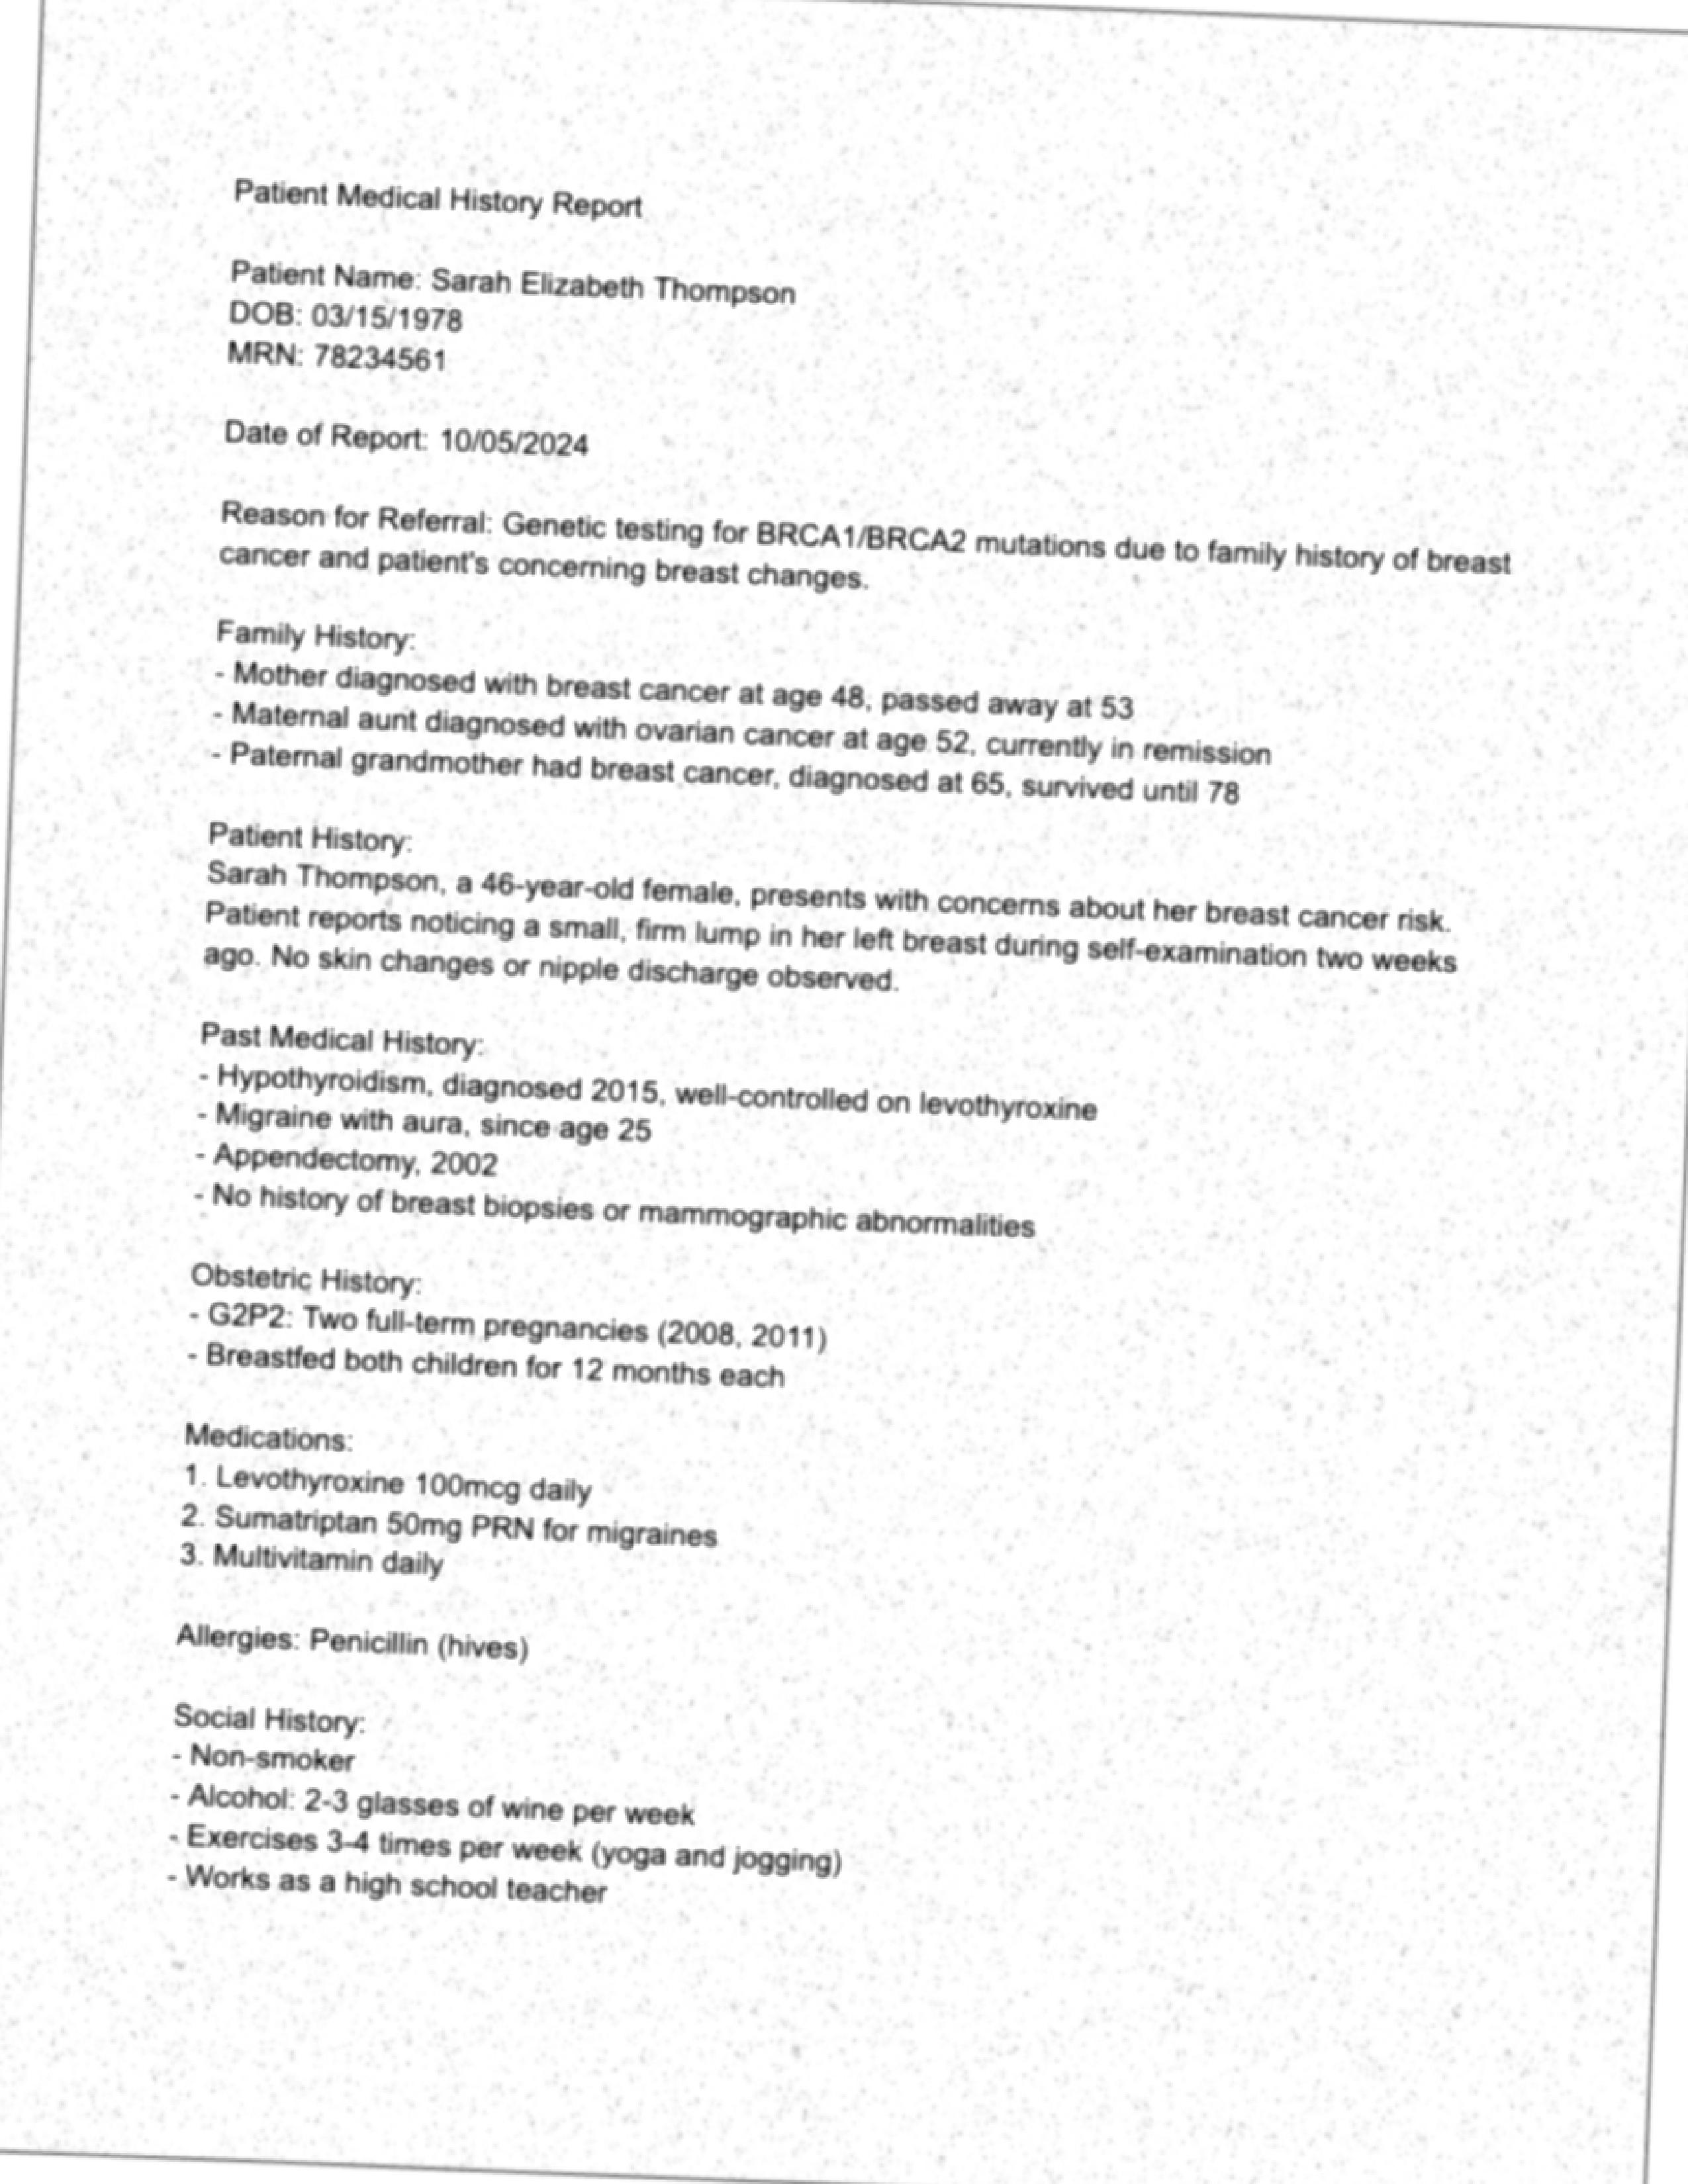 Patient Medical History Report
Patient Name: Sarah Elizabeth Thompson
DOB: 03/15/1978
MRN: 78234561
Date of Report: 10/05/2024
Reason for Referral: Genetic testing for BRCA1/BRCA2 mutations due to family history of breast
cancer and patient's concerning breast changes.
Family History:
- Mother diagnosed with breast cancer at age 48, passed away at 53
- Maternal aunt diagnosed with ovarian cancer at age 52, currently in remission
- Paternal grandmother had breast cancer, diagnosed at 65, survived until 78
Patient History:
Sarah Thompson, a 46-year-old female, presents with concerns about her breast cancer risk.
Patient reports noticing a small, firm lump in her left breast during self-examination two weeks
ago. No skin changes or nipple discharge observed.
Past Medical History:
- Hypothyroidism, diagnosed 2015, well-controlled on levothyroxine
- Migraine with aura, since age 25
- Appendectomy, 2002
- No history of breast biopsies or mammographic abnormalities
Obstetric History:
- G2P2: Two full-term pregnancies (2008, 2011)
- Breastfed both children for 12 months each
Medications:
1. Levothyroxine 100mcg daily
2. Sumatriptan 50mg PRN for migraines
3. Multivitamin daily
Allergies: Penicillin (hives)
Social History:
- Non-smoker
- Alcohol: 2-3 glasses of wine per week
- Exercises 3-4 times per week (yoga and jogging)
- Works as a high school teacher